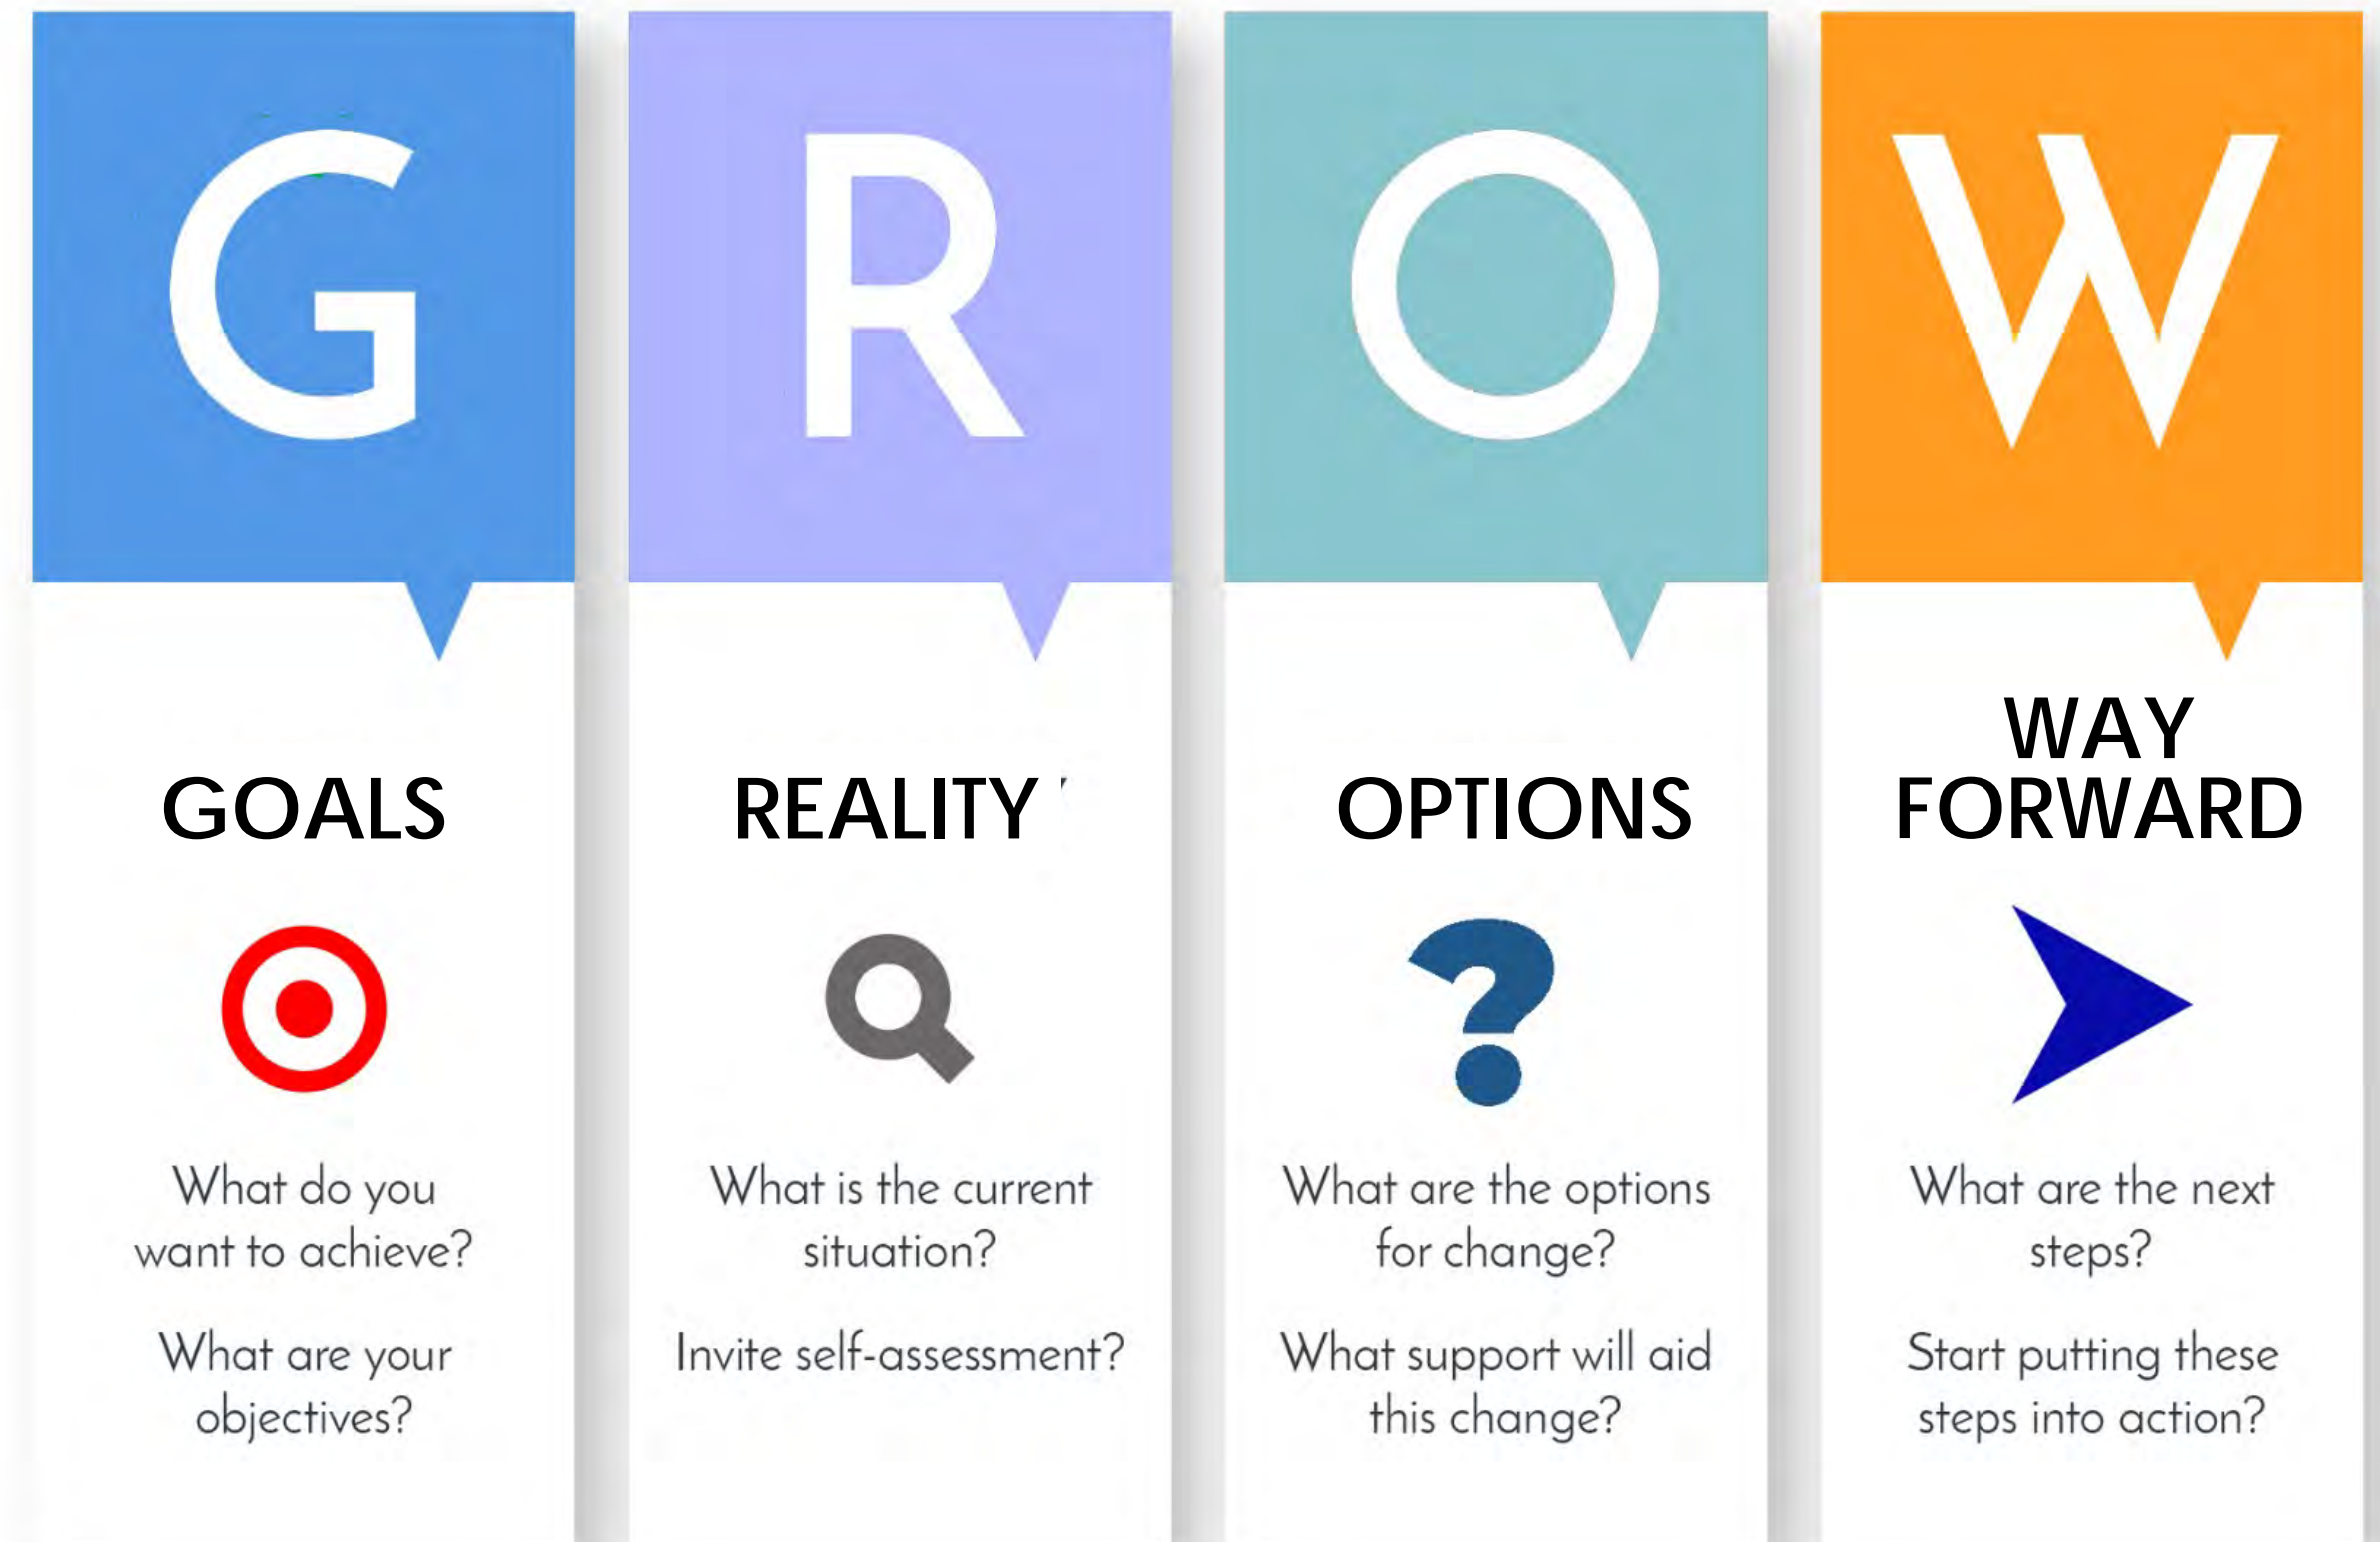 G
GOALS
What do you
want to achieve?
What are your
objectives?
R
REALITY
What is the current
situation?
Invite self-assessment?
O
OPTIONS
?
What are the options
for change?
What support will aid
this change?
W
WAY
FORWARD
What are the next
steps?
Start putting these
steps into action?